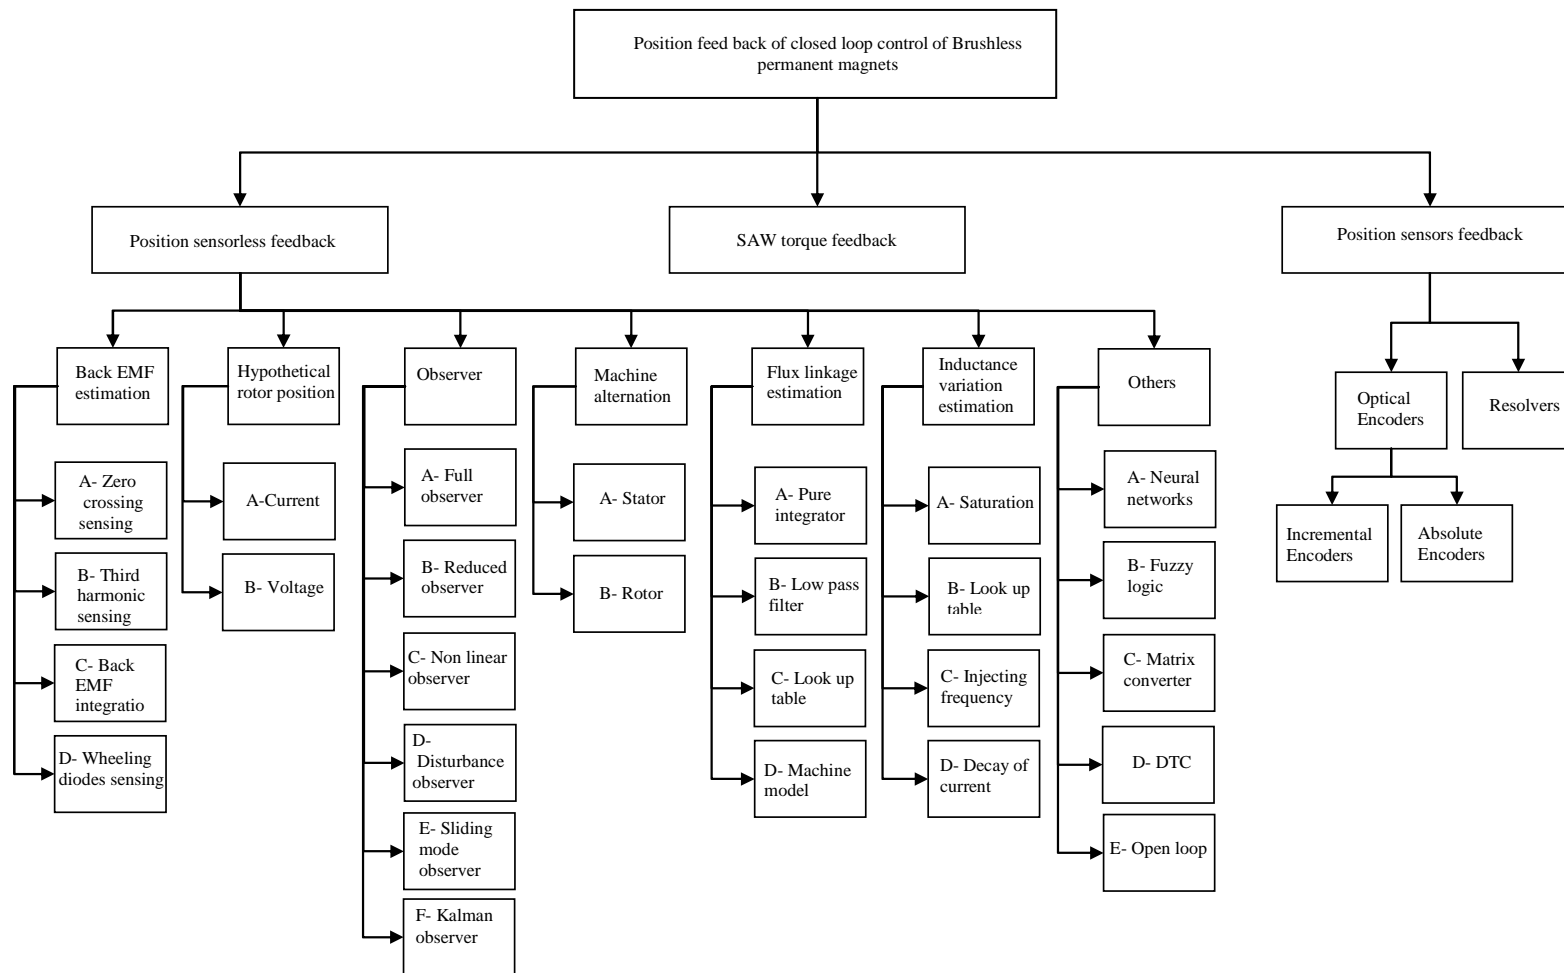 Position feed back of closed loop control of Brushless
permanent magnets
Position sensorless feedback
SAW torque feedback
Position sensors feedback
Back EMF
estimation
Hypothetical
rotor position
Observer
Machine
alternation
Flux linkage
estimation
Inductance
variation
estimation
Others
Optical
Encoders
Resolvers
A- Zero
crossing
sensing
B- Third
harmonic
sensing
C- Back
EMF
integratio
D- Wheeling
diodes sensing
A-Current
B- Voltage
A- Full
observer
B- Reduced
observer
C- Non linear
observer
D-
Disturbance
observer
E- Sliding
mode
observer
F- Kalman
observer
A- Stator
B- Rotor
A- Pure
integrator
B- Low pass
filter
C- Look up
table
D- Machine
model
A- Saturation
B- Look up
table
C- Injecting
frequency
D- Decay of
current
A- Neural
networks
B- Fuzzy
logic
C- Matrix
converter
D- DTC
E- Open loop
Incremental
Encoders
Absolute
Encoders